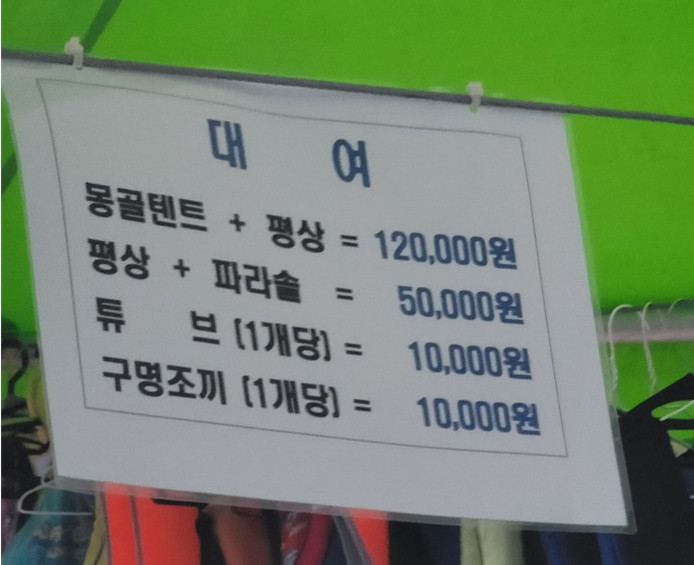 대 여
몽골텐트 + 평상 = 120,000원
평상 + 파라솔 = 50,000원
튜 브 (1개당) = 10,000원
구명조끼 (1개당) = 10,000원